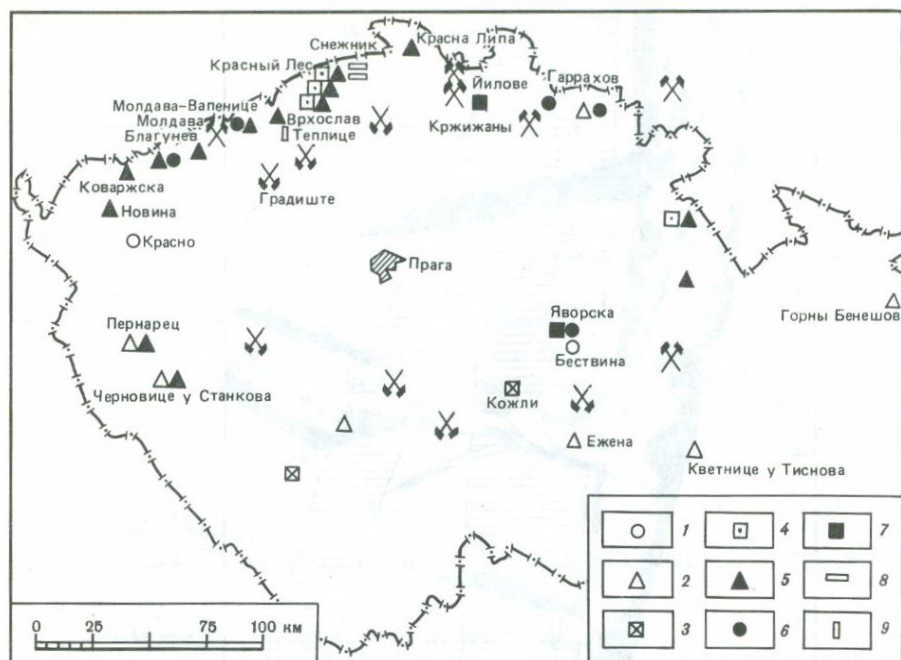 Снежник
Красна Липа
Красный Лес
Йилове
Гаррахов
Молдава-Вапенице
Молдава
Врхослав
Кржижаны
Благунев
Теплице
Коваржска
Градиште
Новина
Красно
Прага
Горны Бенешов
Пернарец
Яворска
Бествина
Черновице у Станкова
Кожли
Ежена
Кветнице у Тиснова
1 4 7
2 5 8
3 6 9
0 25 50 100 км